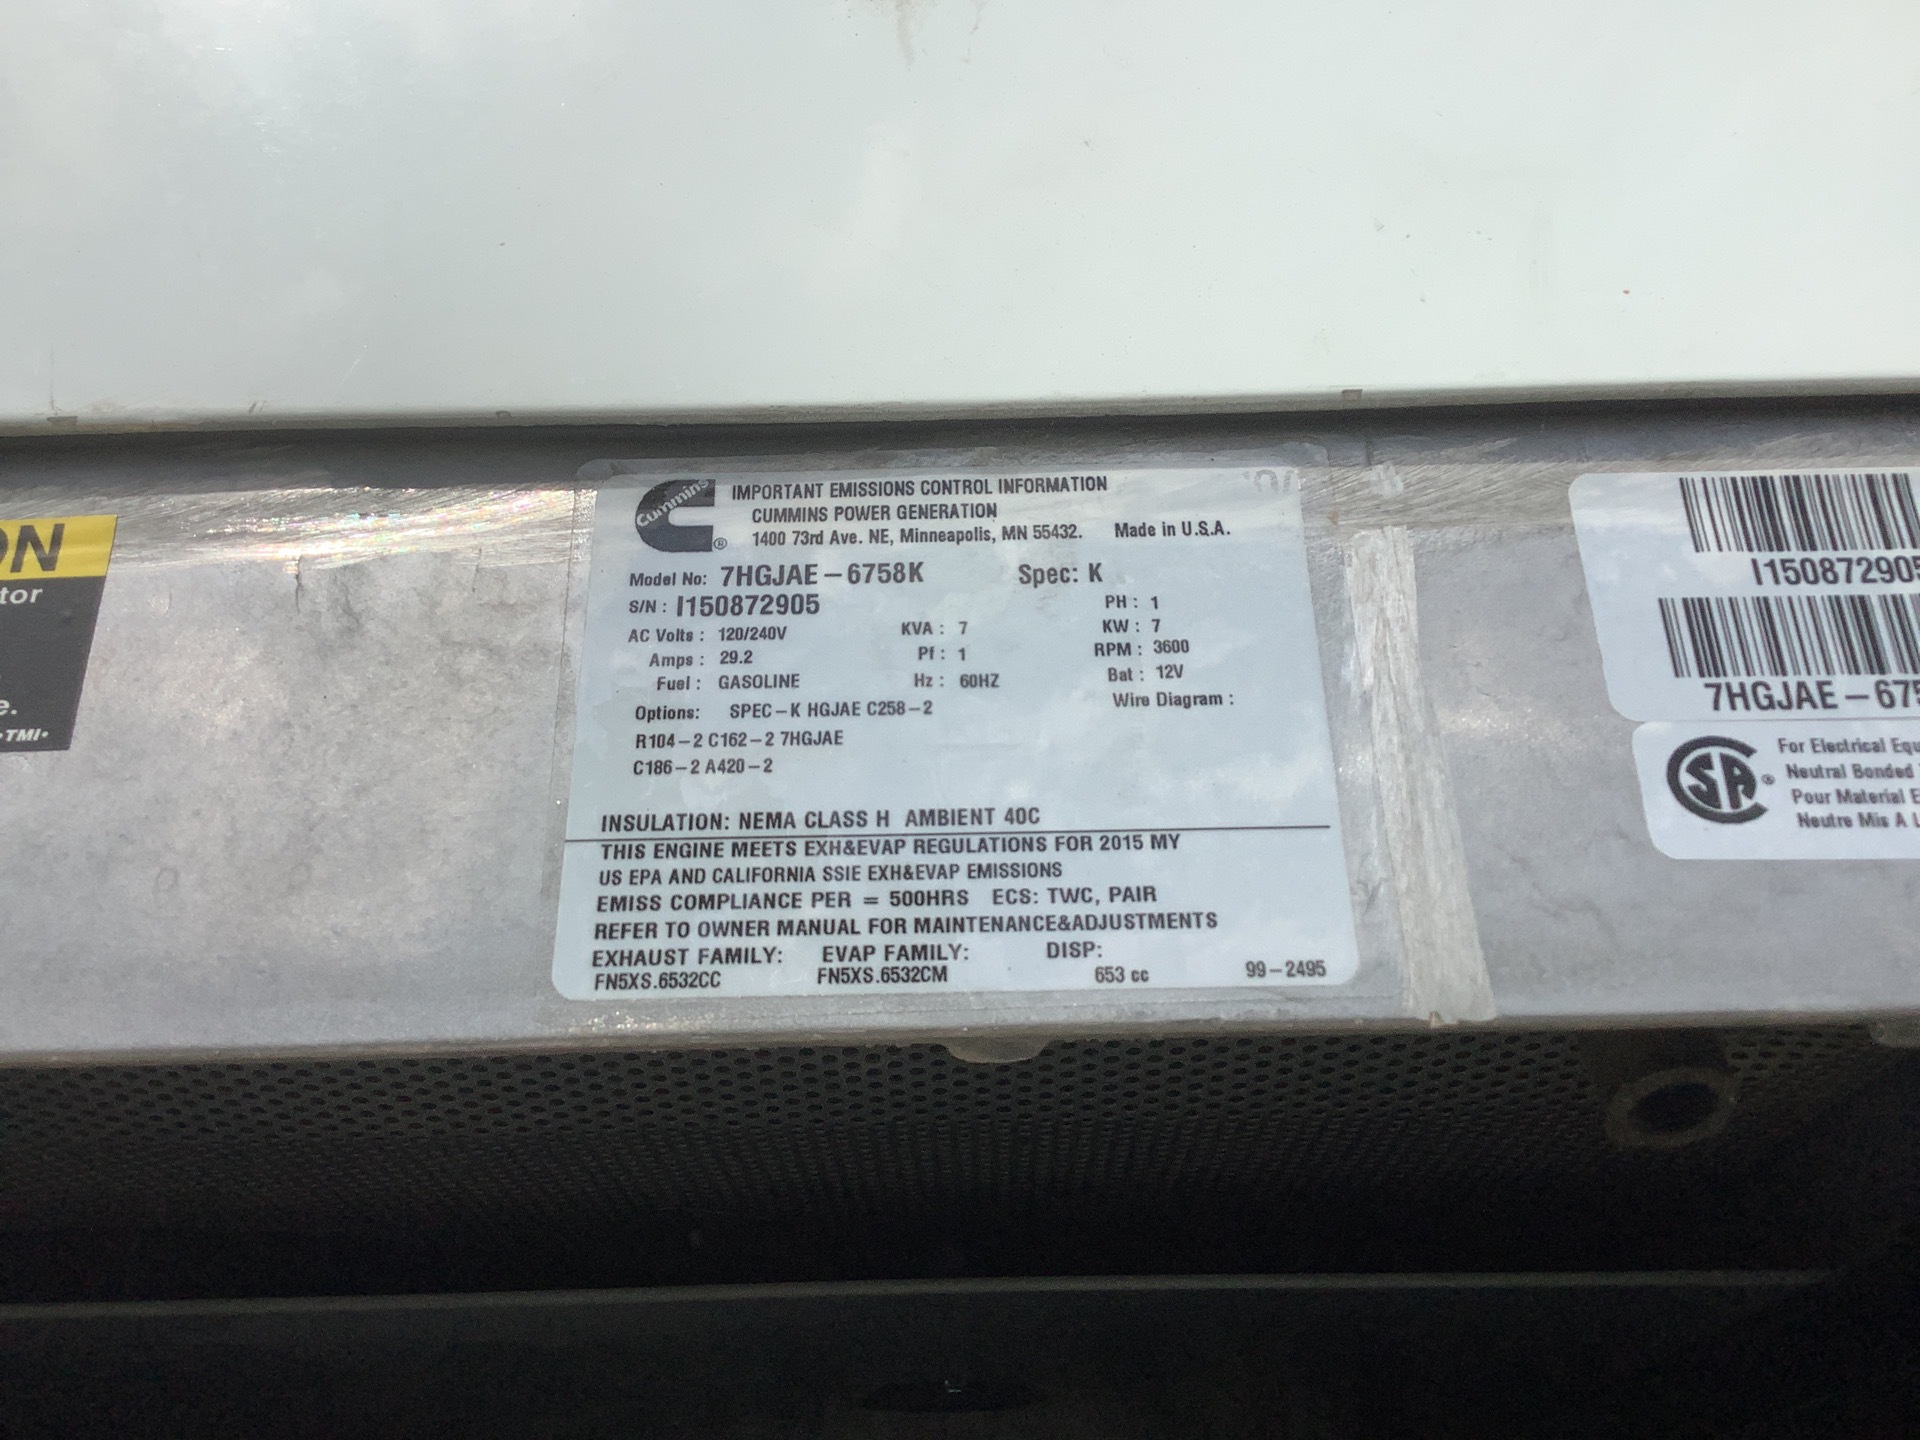 ON
tor
e.
•TMI•
Cummins ®
IMPORTANT EMISSIONS CONTROL INFORMATION
CUMMINS POWER GENERATION
1400 73rd Ave. NE, Minneapolis, MN 55432. Made in U.S.A.
Model No: 7HGJAE-6758K Spec: K
S/N: I150872905 PH: 1
AC Volts: 120/240V KVA: 7 KW: 7
Amps: 29.2 Pf: 1 RPM: 3600
Fuel: GASOLINE Hz: 60HZ Bat: 12V
Options: SPEC-K HGJAE C258-2 Wire Diagram:
R104-2 C162-2 7HGJAE
C186-2 A420-2
INSULATION: NEMA CLASS H AMBIENT 40C
THIS ENGINE MEETS EXH&EVAP REGULATIONS FOR 2015 MY
US EPA AND CALIFORNIA SSIE EXH&EVAP EMISSIONS
EMISS COMPLIANCE PER = 500HRS ECS: TWC, PAIR
REFER TO OWNER MANUAL FOR MAINTENANCE&ADJUSTMENTS
EXHAUST FAMILY: EVAP FAMILY: DISP:
FN5XS.6532CC FN5XS.6532CM 653 cc 99-2495
I150872905
7HGJAE-675
SA ®
For Electrical Equ
Neutral Bonded
Pour Material E
Neutre Mis A L